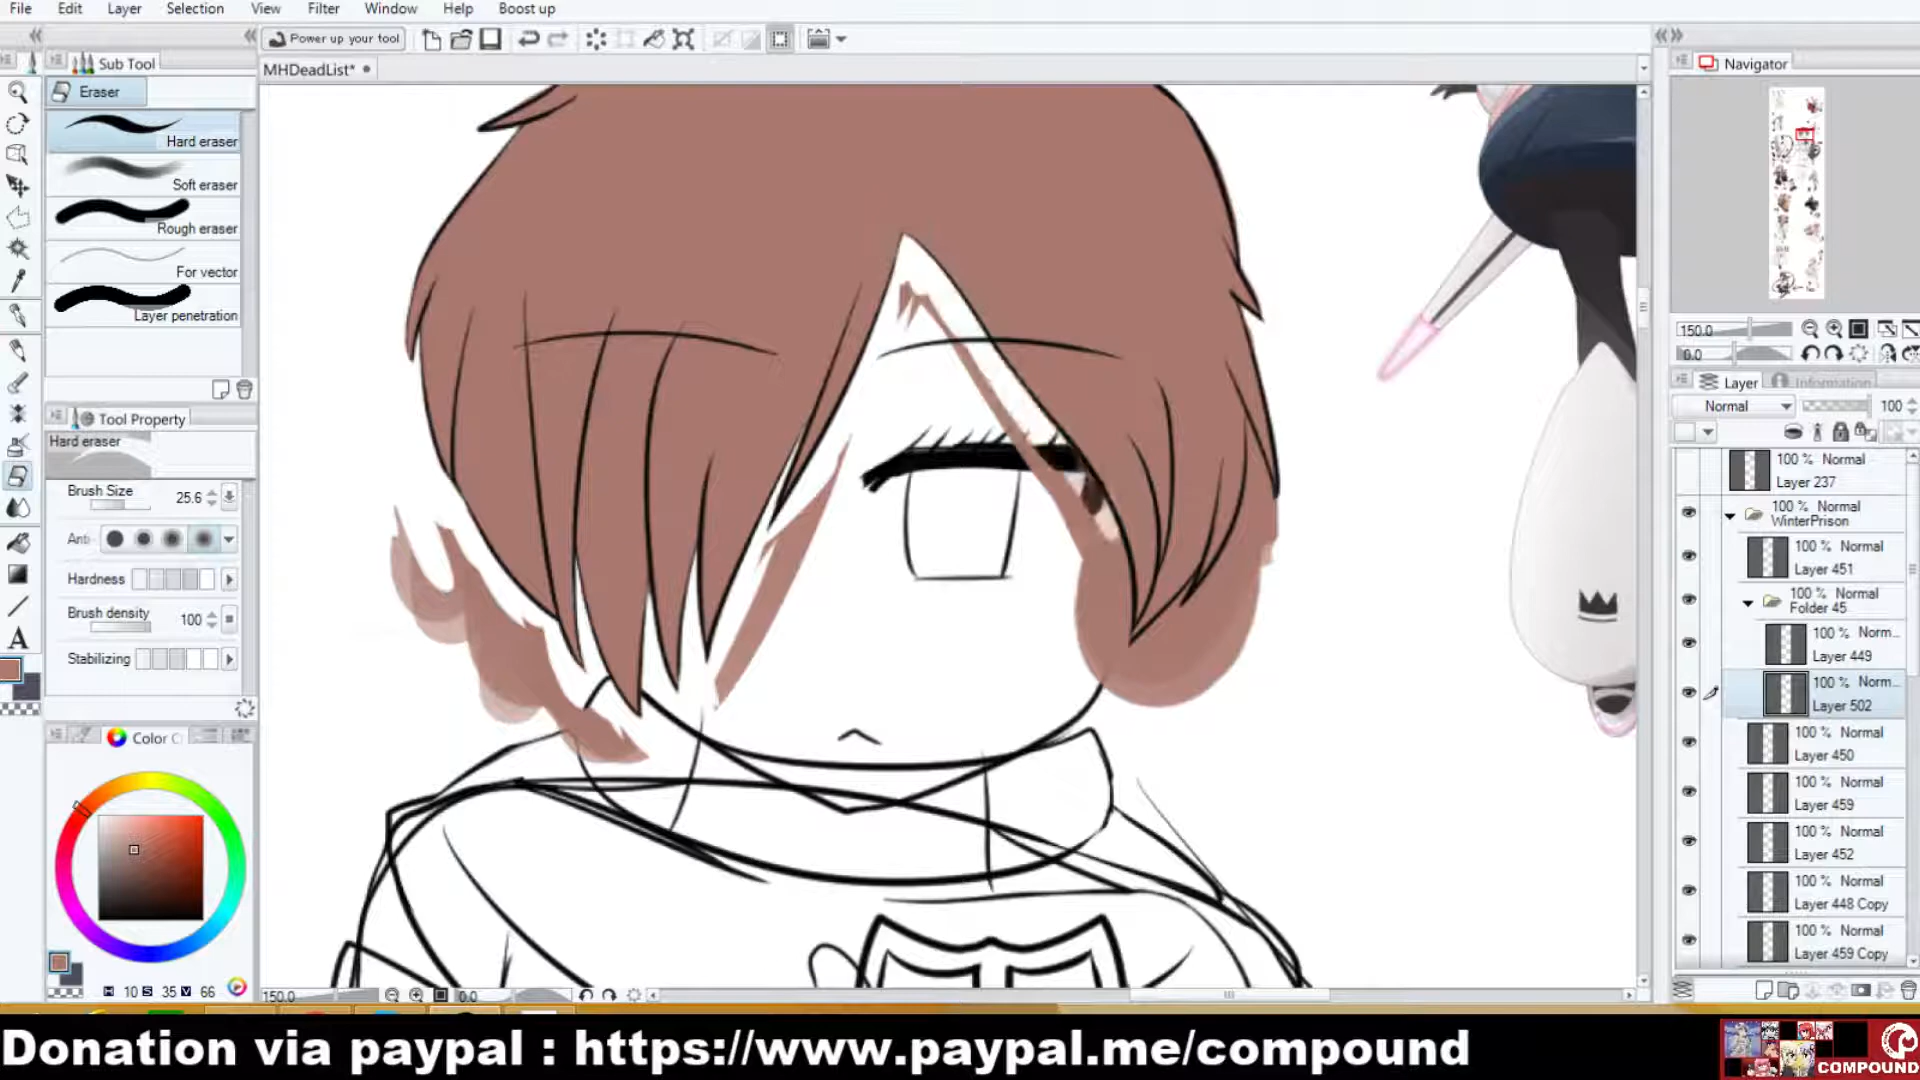 File Edit Layer Selection View Filter Window Help Boost up
Power up your tool
Sub Tool
MHDeadList*
Navigator
Eraser
Hard eraser
Soft eraser
Rough eraser
For vector
Layer penetration
Tool Property
Hard eraser
Brush Size 25.6
Anti-
Hardness
Brush density 100
Stabilizing
Color C
H 10 S 35 V 66
150.0 0.0
150.0
0.0
Layer Information
Normal 100
100 % Normal
Layer 237
100 % Normal
WinterPrison
100 % Normal
Layer 451
100 % Normal
Folder 45
100 % Norm...
Layer 449
100 % Norm...
Layer 502
100 % Normal
Layer 450
100 % Normal
Layer 459
100 % Normal
Layer 452
100 % Normal
Layer 448 Copy
100 % Normal
Layer 459 Copy
Donation via paypal : https://www.paypal.me/compound
COMPOUND